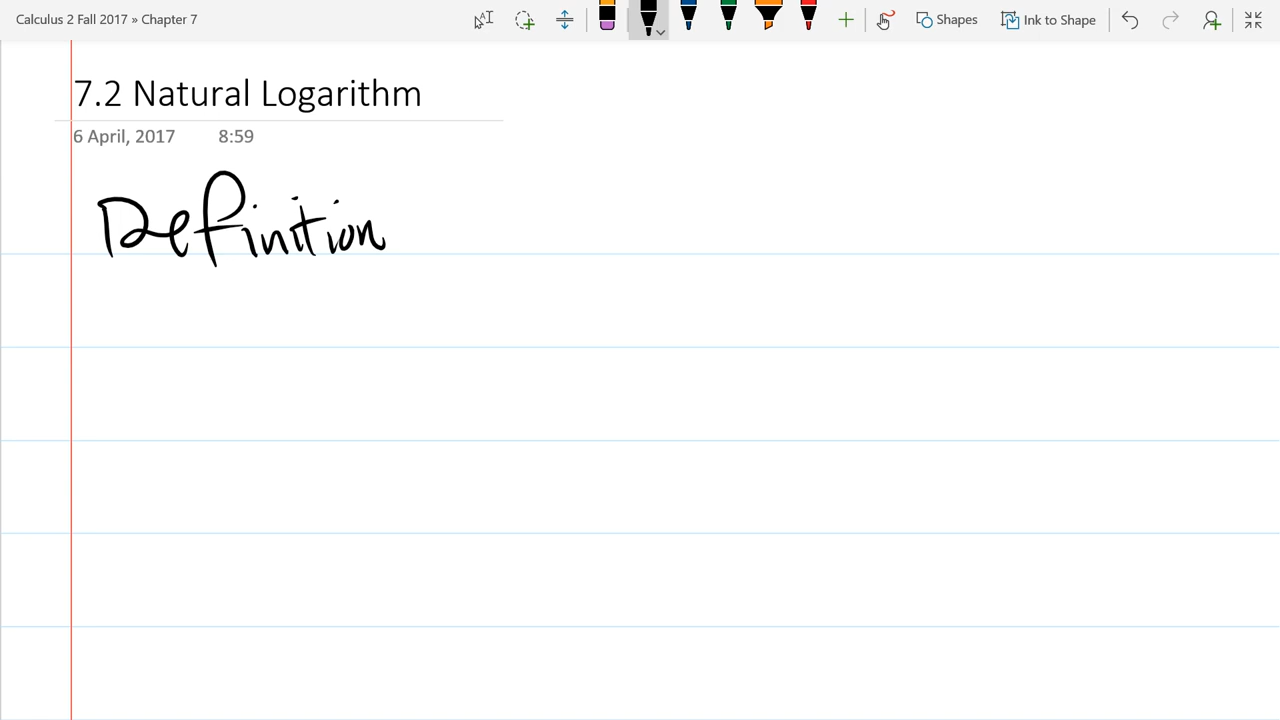 Calculus 2 Fall 2017 » Chapter 7
Shapes
Ink to Shape
7.2 Natural Logarithm
6 April, 2017 8:59
Definition